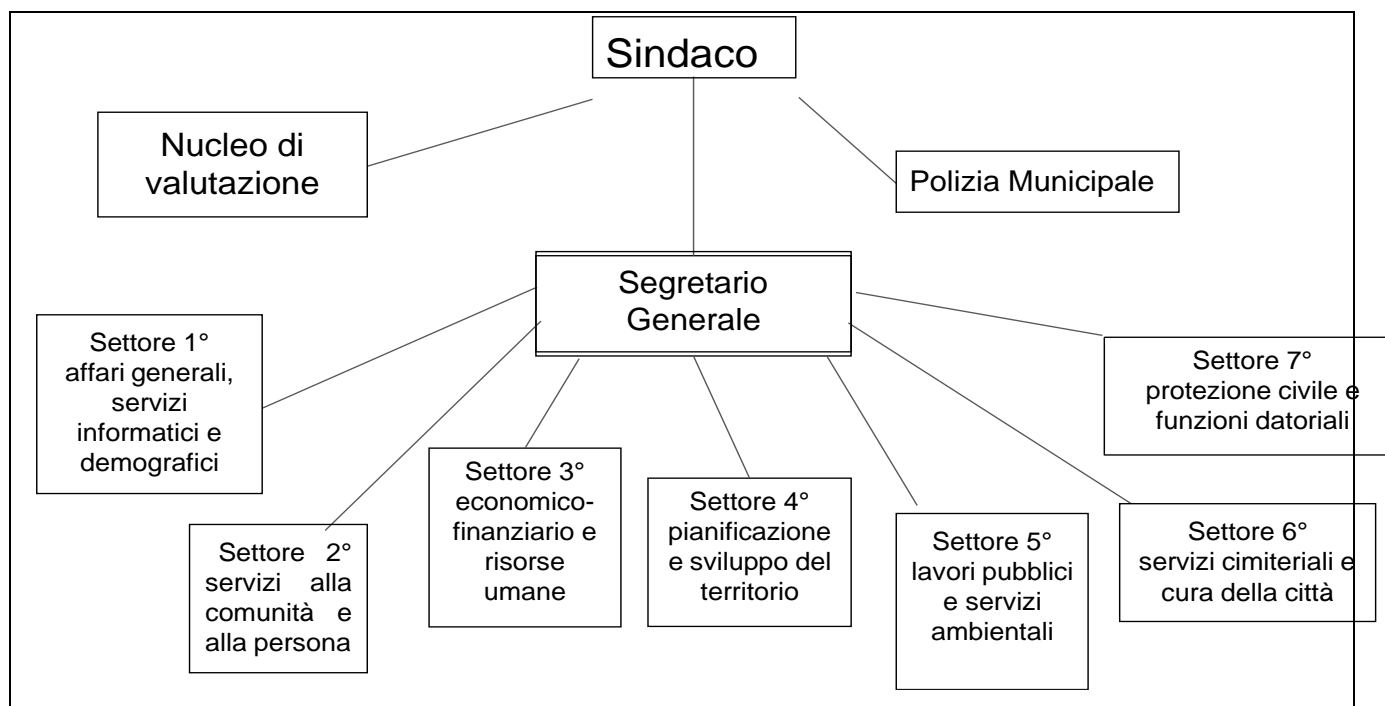 Sindaco
Nucleo di
valutazione
Polizia Municipale
Segretario
Generale
Settore 1°
affari generali,
servizi
informatici e
demografici
Settore 2°
servizi alla
comunità e
alla persona
Settore 3°
economico-
finanziario e
risorse
umane
Settore 4°
pianificazione
e sviluppo del
territorio
Settore 5°
lavori pubblici
e servizi
ambientali
Settore 6°
servizi cimiteriali e
cura della città
Settore 7°
protezione civile e
funzioni datoriali